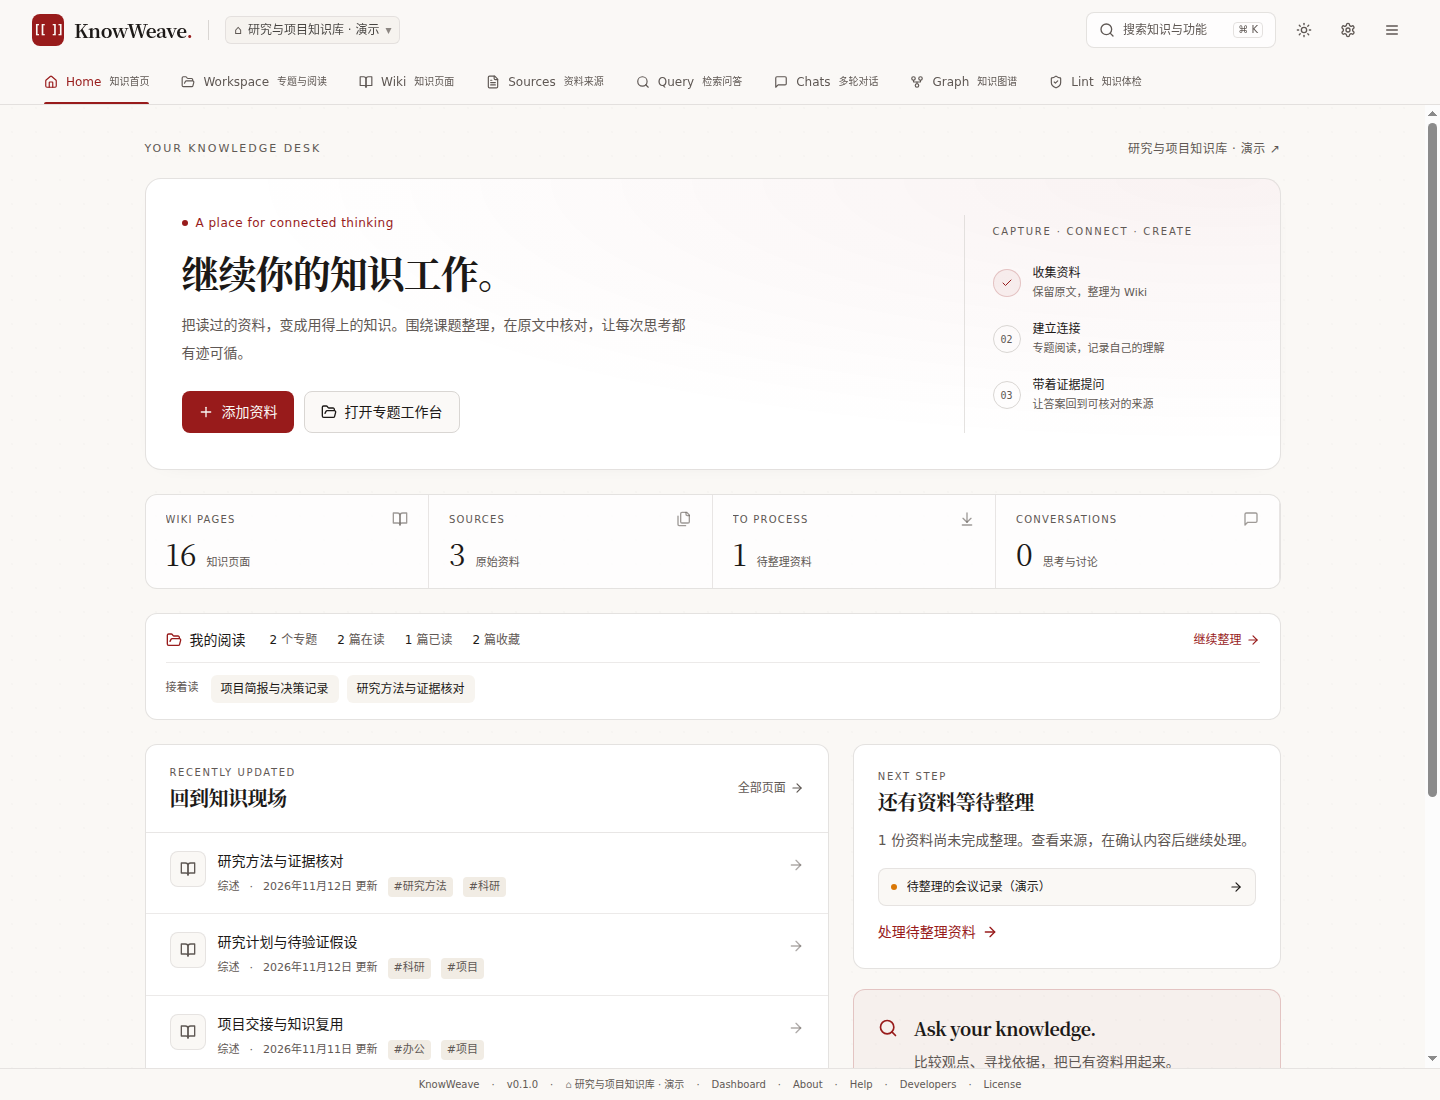 [[ ]] KnowWeave.
⌂ 研究与项目知识库 · 演示 ▾
搜索知识与功能 ⌘ K
Home 知识首页
Workspace 专题与阅读
Wiki 知识页面
Sources 资料来源
Query 检索问答
Chats 多轮对话
Graph 知识图谱
Lint 知识体检
YOUR KNOWLEDGE DESK
研究与项目知识库 · 演示 ↗
A place for connected thinking
继续你的知识工作。
把读过的资料，变成用得上的知识。围绕课题整理，在原文中核对，让每次思考都
有迹可循。
添加资料
打开专题工作台
CAPTURE · CONNECT · CREATE
收集资料
保留原文，整理为 Wiki
02
建立连接
专题阅读，记录自己的理解
03
带着证据提问
让答案回到可核对的来源
WIKI PAGES
16 知识页面
SOURCES
3 原始资料
TO PROCESS
1 待整理资料
CONVERSATIONS
0 思考与讨论
我的阅读 2 个专题 2 篇在读 1 篇已读 2 篇收藏
继续整理
接着读 项目简报与决策记录 研究方法与证据核对
RECENTLY UPDATED
回到知识现场
全部页面
研究方法与证据核对
综述 · 2026年11月12日 更新 #研究方法 #科研
研究计划与待验证假设
综述 · 2026年11月12日 更新 #科研 #项目
项目交接与知识复用
综述 · 2026年11月11日 更新 #办公 #项目
NEXT STEP
还有资料等待整理
1 份资料尚未完成整理。查看来源，在确认内容后继续处理。
待整理的会议记录（演示）
处理待整理资料
Ask your knowledge.
比较观点、寻找依据，把已有资料用起来。
KnowWeave · v0.1.0 · ⌂ 研究与项目知识库 · 演示 · Dashboard · About · Help · Developers · License